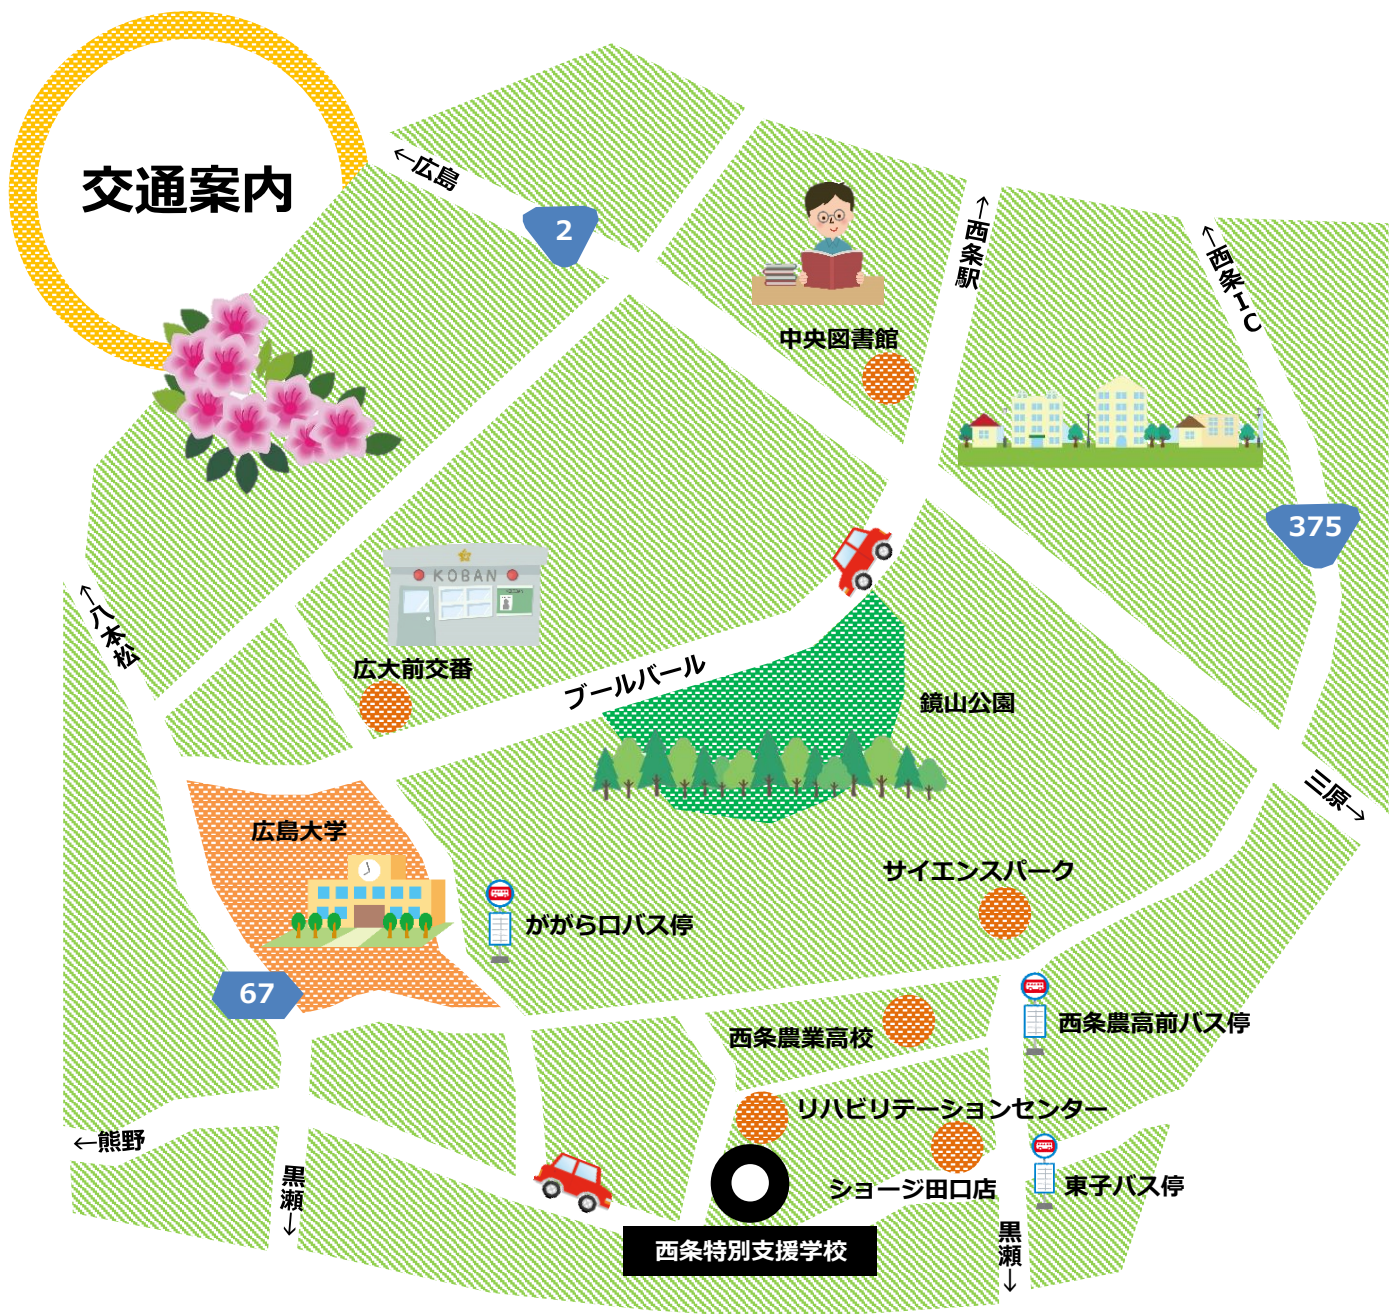 交通案内
←広島
2
↑西条駅
↑西条IC
中央図書館
375
KOBAN
↑八本松
広大前交番
ブールバール
鏡山公園
三原→
広島大学
サイエンスパーク
ががら口バス停
67
西条農業高校
西条農高前バス停
リハビリテーションセンター
←熊野
黒瀬↓
ショージ田口店
東子バス停
黒瀬↓
西条特別支援学校